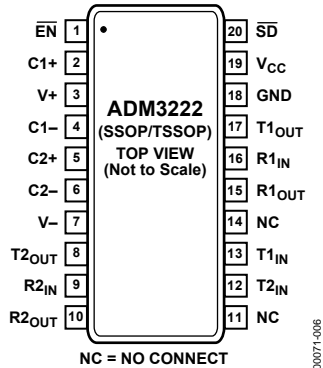 EN 1 20 SD
C1+ 2 19 VCC
V+ 3 18 GND
ADM3222
C1– 4 17 T1OUT
(SSOP/TSSOP)
C2+ 5 16 R1IN
TOP VIEW
(Not to Scale)
C2– 6 15 R1OUT
V– 7 14 NC
T2OUT 8 13 T1IN
R2IN 9 12 T2IN
R2OUT 10 11 NC
NC = NO CONNECT
00071-006